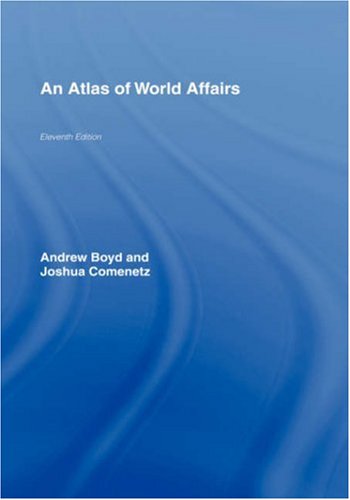 An Atlas of World Affairs
Eleventh Edition
Andrew Boyd and
Joshua Comenetz